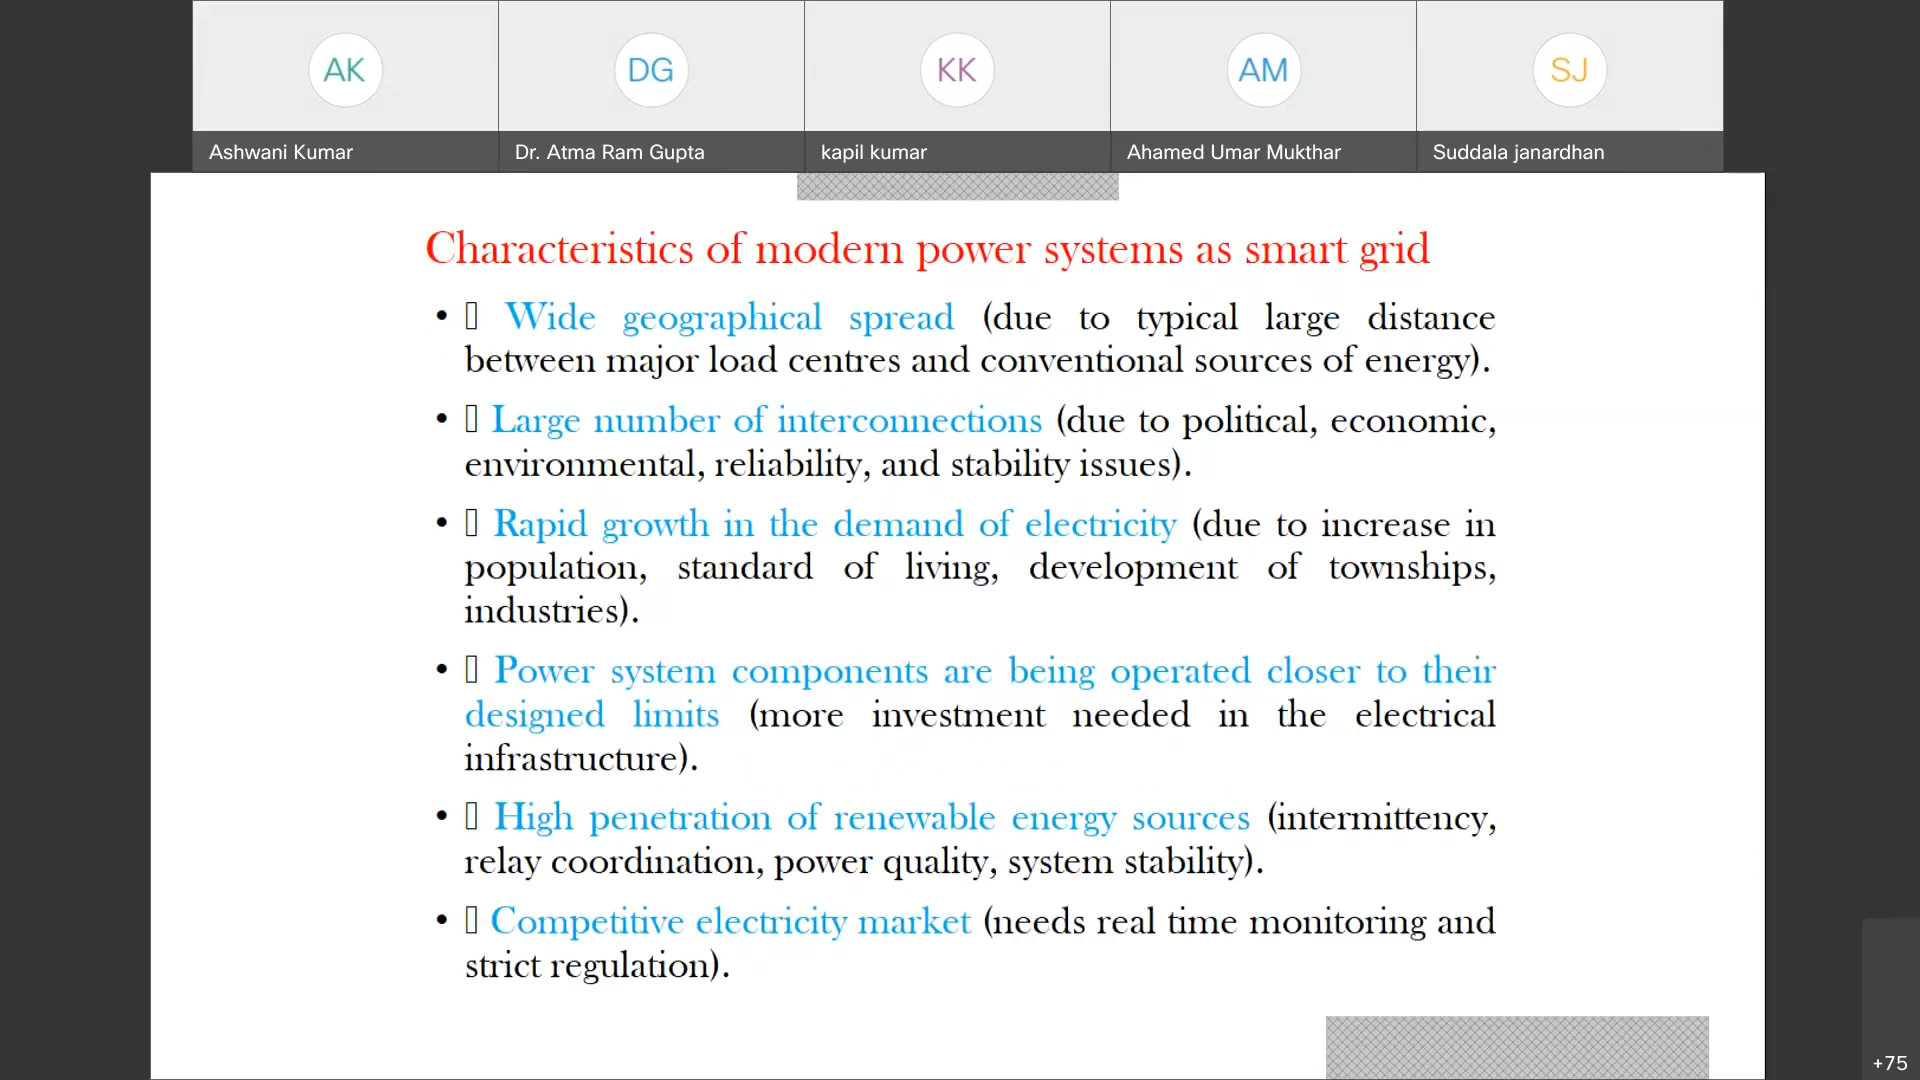 AK
DG
KK
AM
SJ
Ashwani Kumar
Dr. Atma Ram Gupta
kapil kumar
Ahamed Umar Mukthar
Suddala janardhan
Characteristics of modern power systems as smart grid
• Wide geographical spread (due to typical large distance
between major load centres and conventional sources of energy).
• Large number of interconnections (due to political, economic,
environmental, reliability, and stability issues).
• Rapid growth in the demand of electricity (due to increase in
population, standard of living, development of townships,
industries).
• Power system components are being operated closer to their
designed limits (more investment needed in the electrical
infrastructure).
• High penetration of renewable energy sources (intermittency,
relay coordination, power quality, system stability).
• Competitive electricity market (needs real time monitoring and
strict regulation).
+75